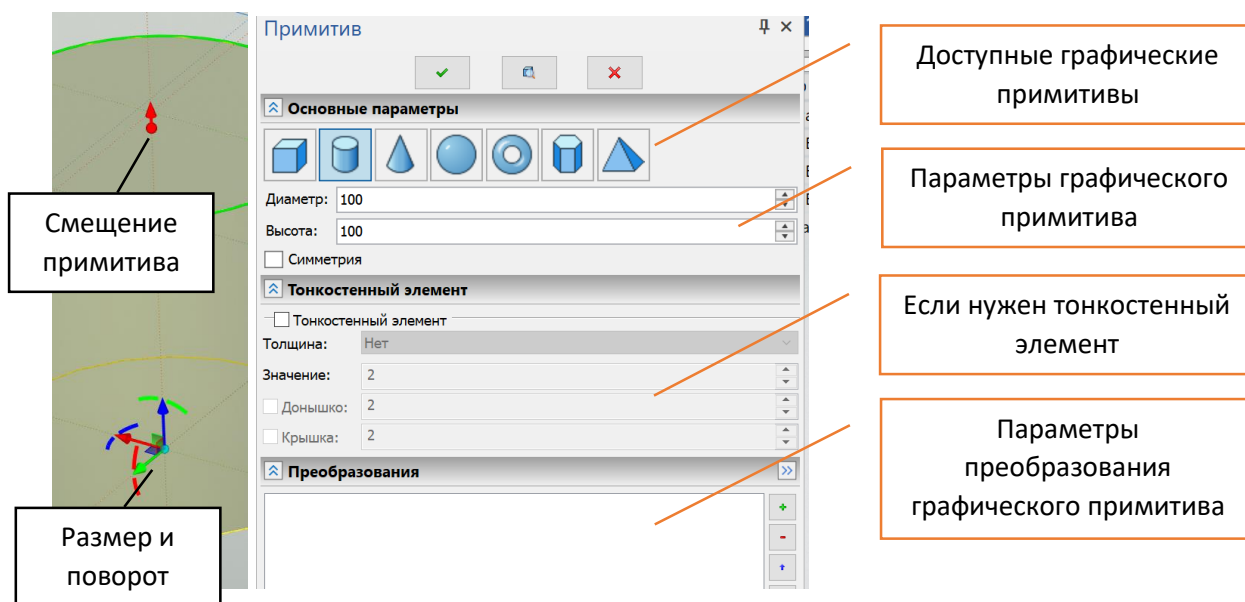 Примитив
Основные параметры
Диаметр: 100
Высота: 100
Симметрия
Тонкостенный элемент
Тонкостенный элемент
Толщина: Нет
Значение: 2
Донышко: 2
Крышка: 2
Преобразования
Смещение
примитива
Размер и
поворот
Доступные графические
примитивы
Параметры графического
примитива
Если нужен тонкостенный
элемент
Параметры
преобразования
графического примитива